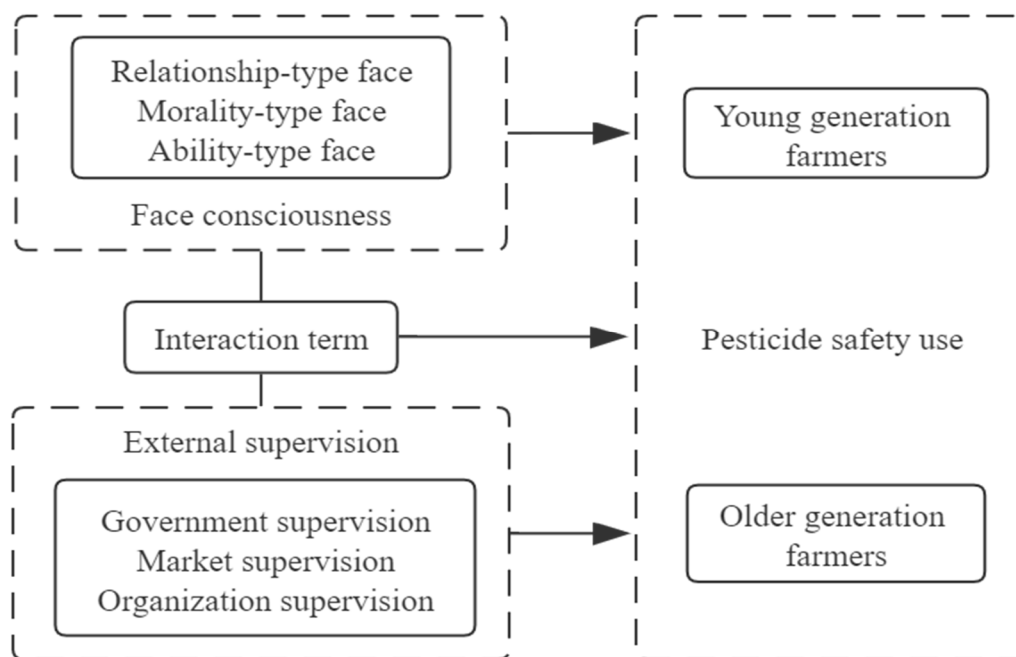 Relationship-type face
Morality-type face
Ability-type face
Face consciousness
Interaction term
External supervision
Government supervision
Market supervision
Organization supervision
Young generation
farmers
Pesticide safety use
Older generation
farmers